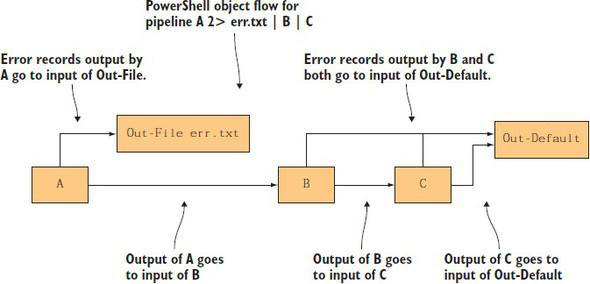 PowerShell object flow for
pipeline A 2> err.txt | B | C
Error records output by
A go to input of Out-File.
Error records output by B and C
both go to input of Out-Default.
Out-File err.txt
Out-Default
A
B
C
Output of A goes
to input of B
Output of B goes
to input of C
Output of C goes to
input of Out-Default